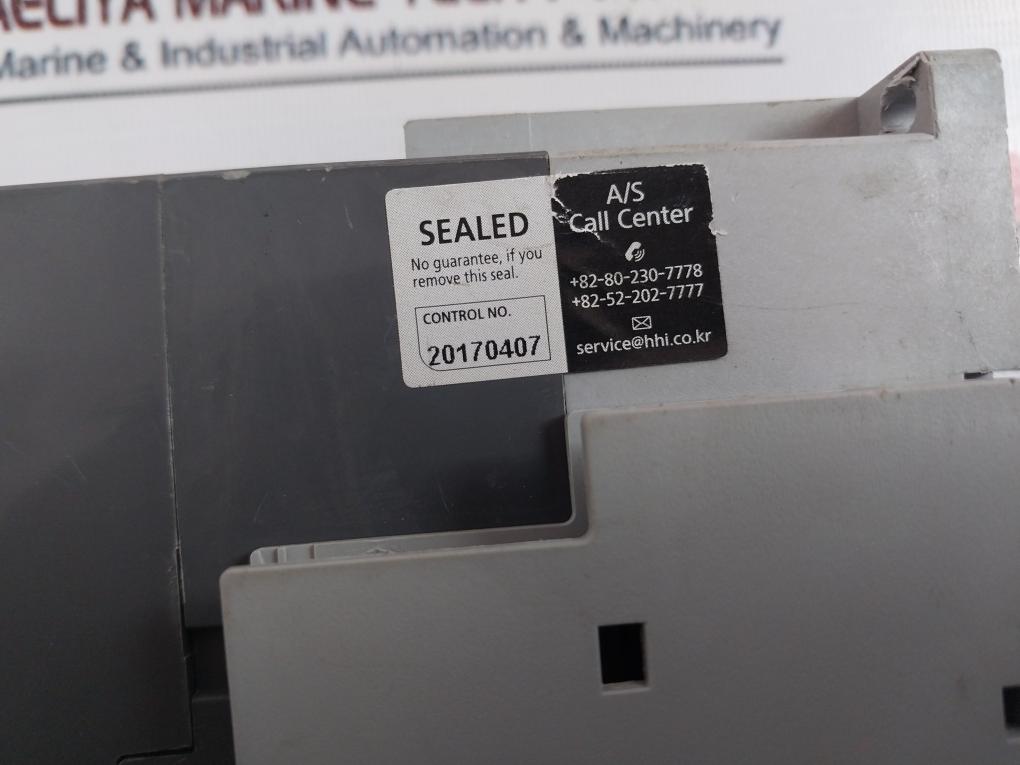 Marine & Industrial Automation & Machinery
SEALED
No guarantee, if you
remove this seal.
CONTROL NO.
20170407
A/S
Call Center
+82-80-230-7778
+82-52-202-7777
service@hhi.co.kr